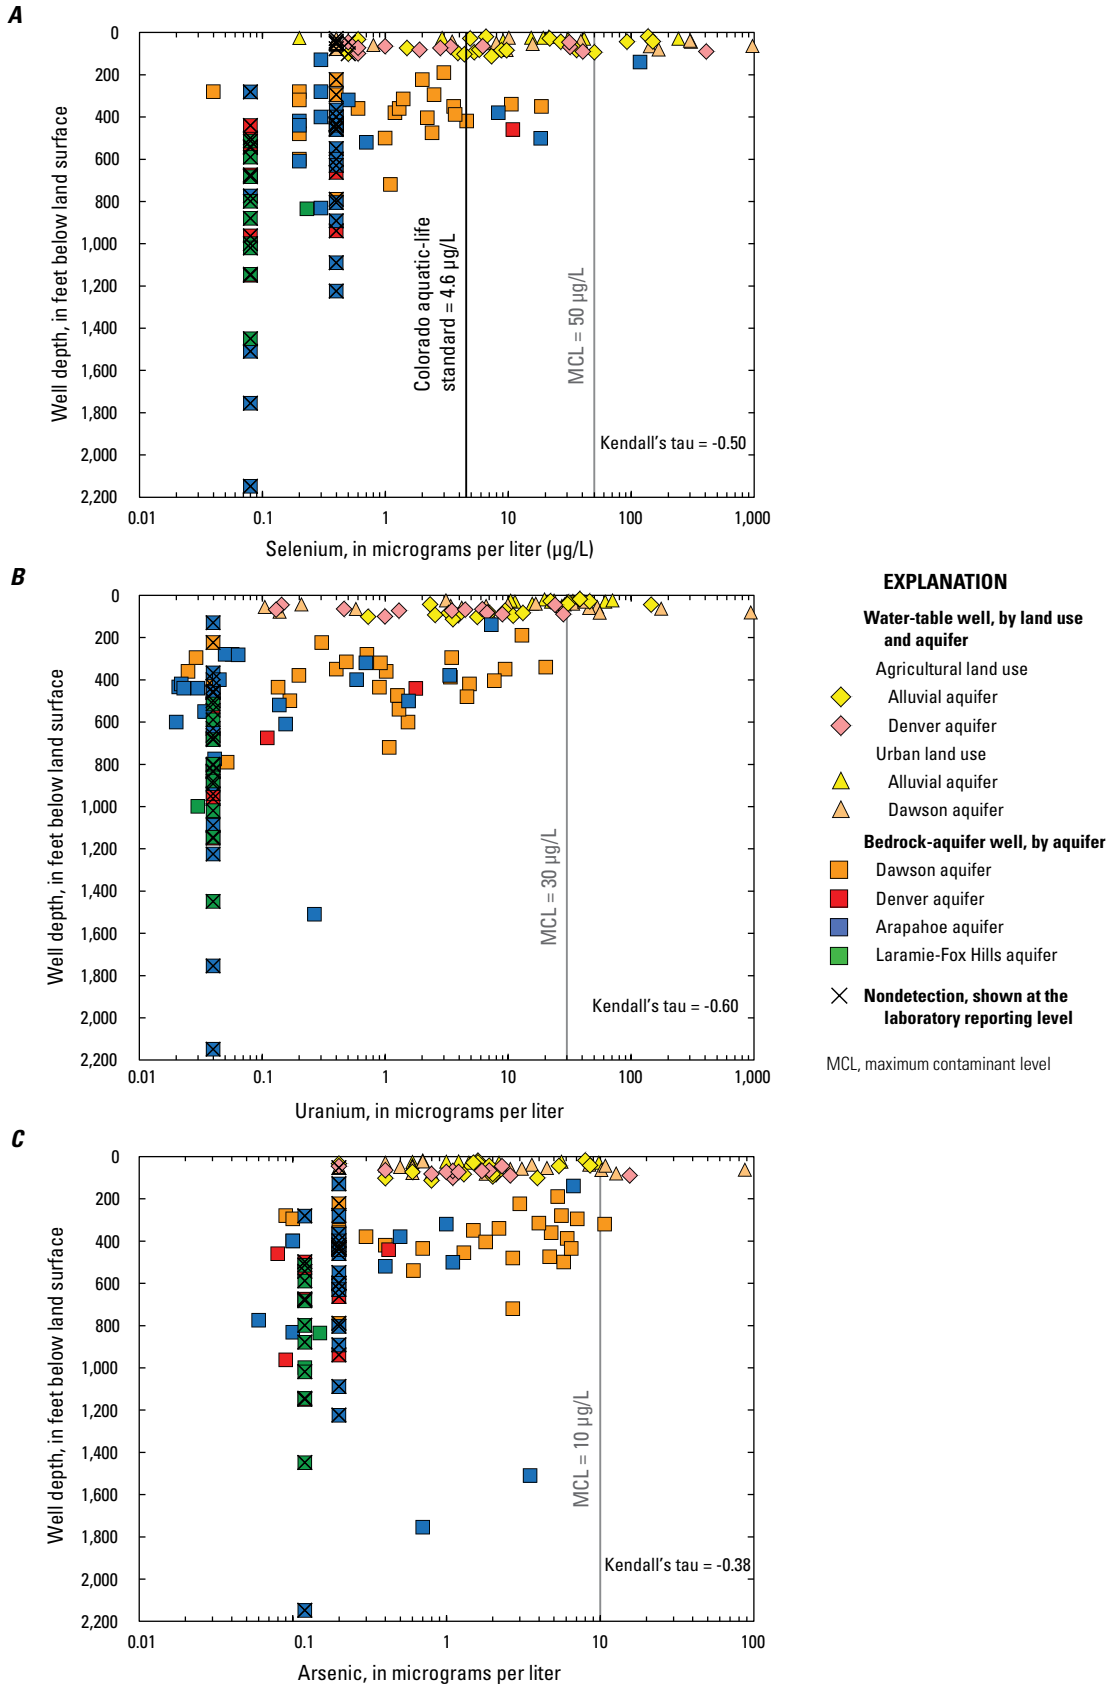 A
0
200
400
600
800
1,000
1,200
1,400
1,600
1,800
2,000
2,200
Well depth, in feet below land surface
Colorado aquatic-life
standard = 4.6 µg/L
MCL = 50 µg/L
Kendall's tau = -0.50
0.01
0.1
1
10
100
1,000
Selenium, in micrograms per liter (µg/L)
B
0
200
400
600
800
1,000
1,200
1,400
1,600
1,800
2,000
2,200
Well depth, in feet below land surface
MCL = 30 µg/L
Kendall's tau = -0.60
0.01
0.1
1
10
100
1,000
Uranium, in micrograms per liter
C
0
200
400
600
800
1,000
1,200
1,400
1,600
1,800
2,000
2,200
Well depth, in feet below land surface
MCL = 10 µg/L
Kendall's tau = -0.38
0.01
0.1
1
10
100
Arsenic, in micrograms per liter
EXPLANATION
Water-table well, by land use
and aquifer
Agricultural land use
Alluvial aquifer
Denver aquifer
Urban land use
Alluvial aquifer
Dawson aquifer
Bedrock-aquifer well, by aquifer
Dawson aquifer
Denver aquifer
Arapahoe aquifer
Laramie-Fox Hills aquifer
Nondetection, shown at the
laboratory reporting level
MCL, maximum contaminant level